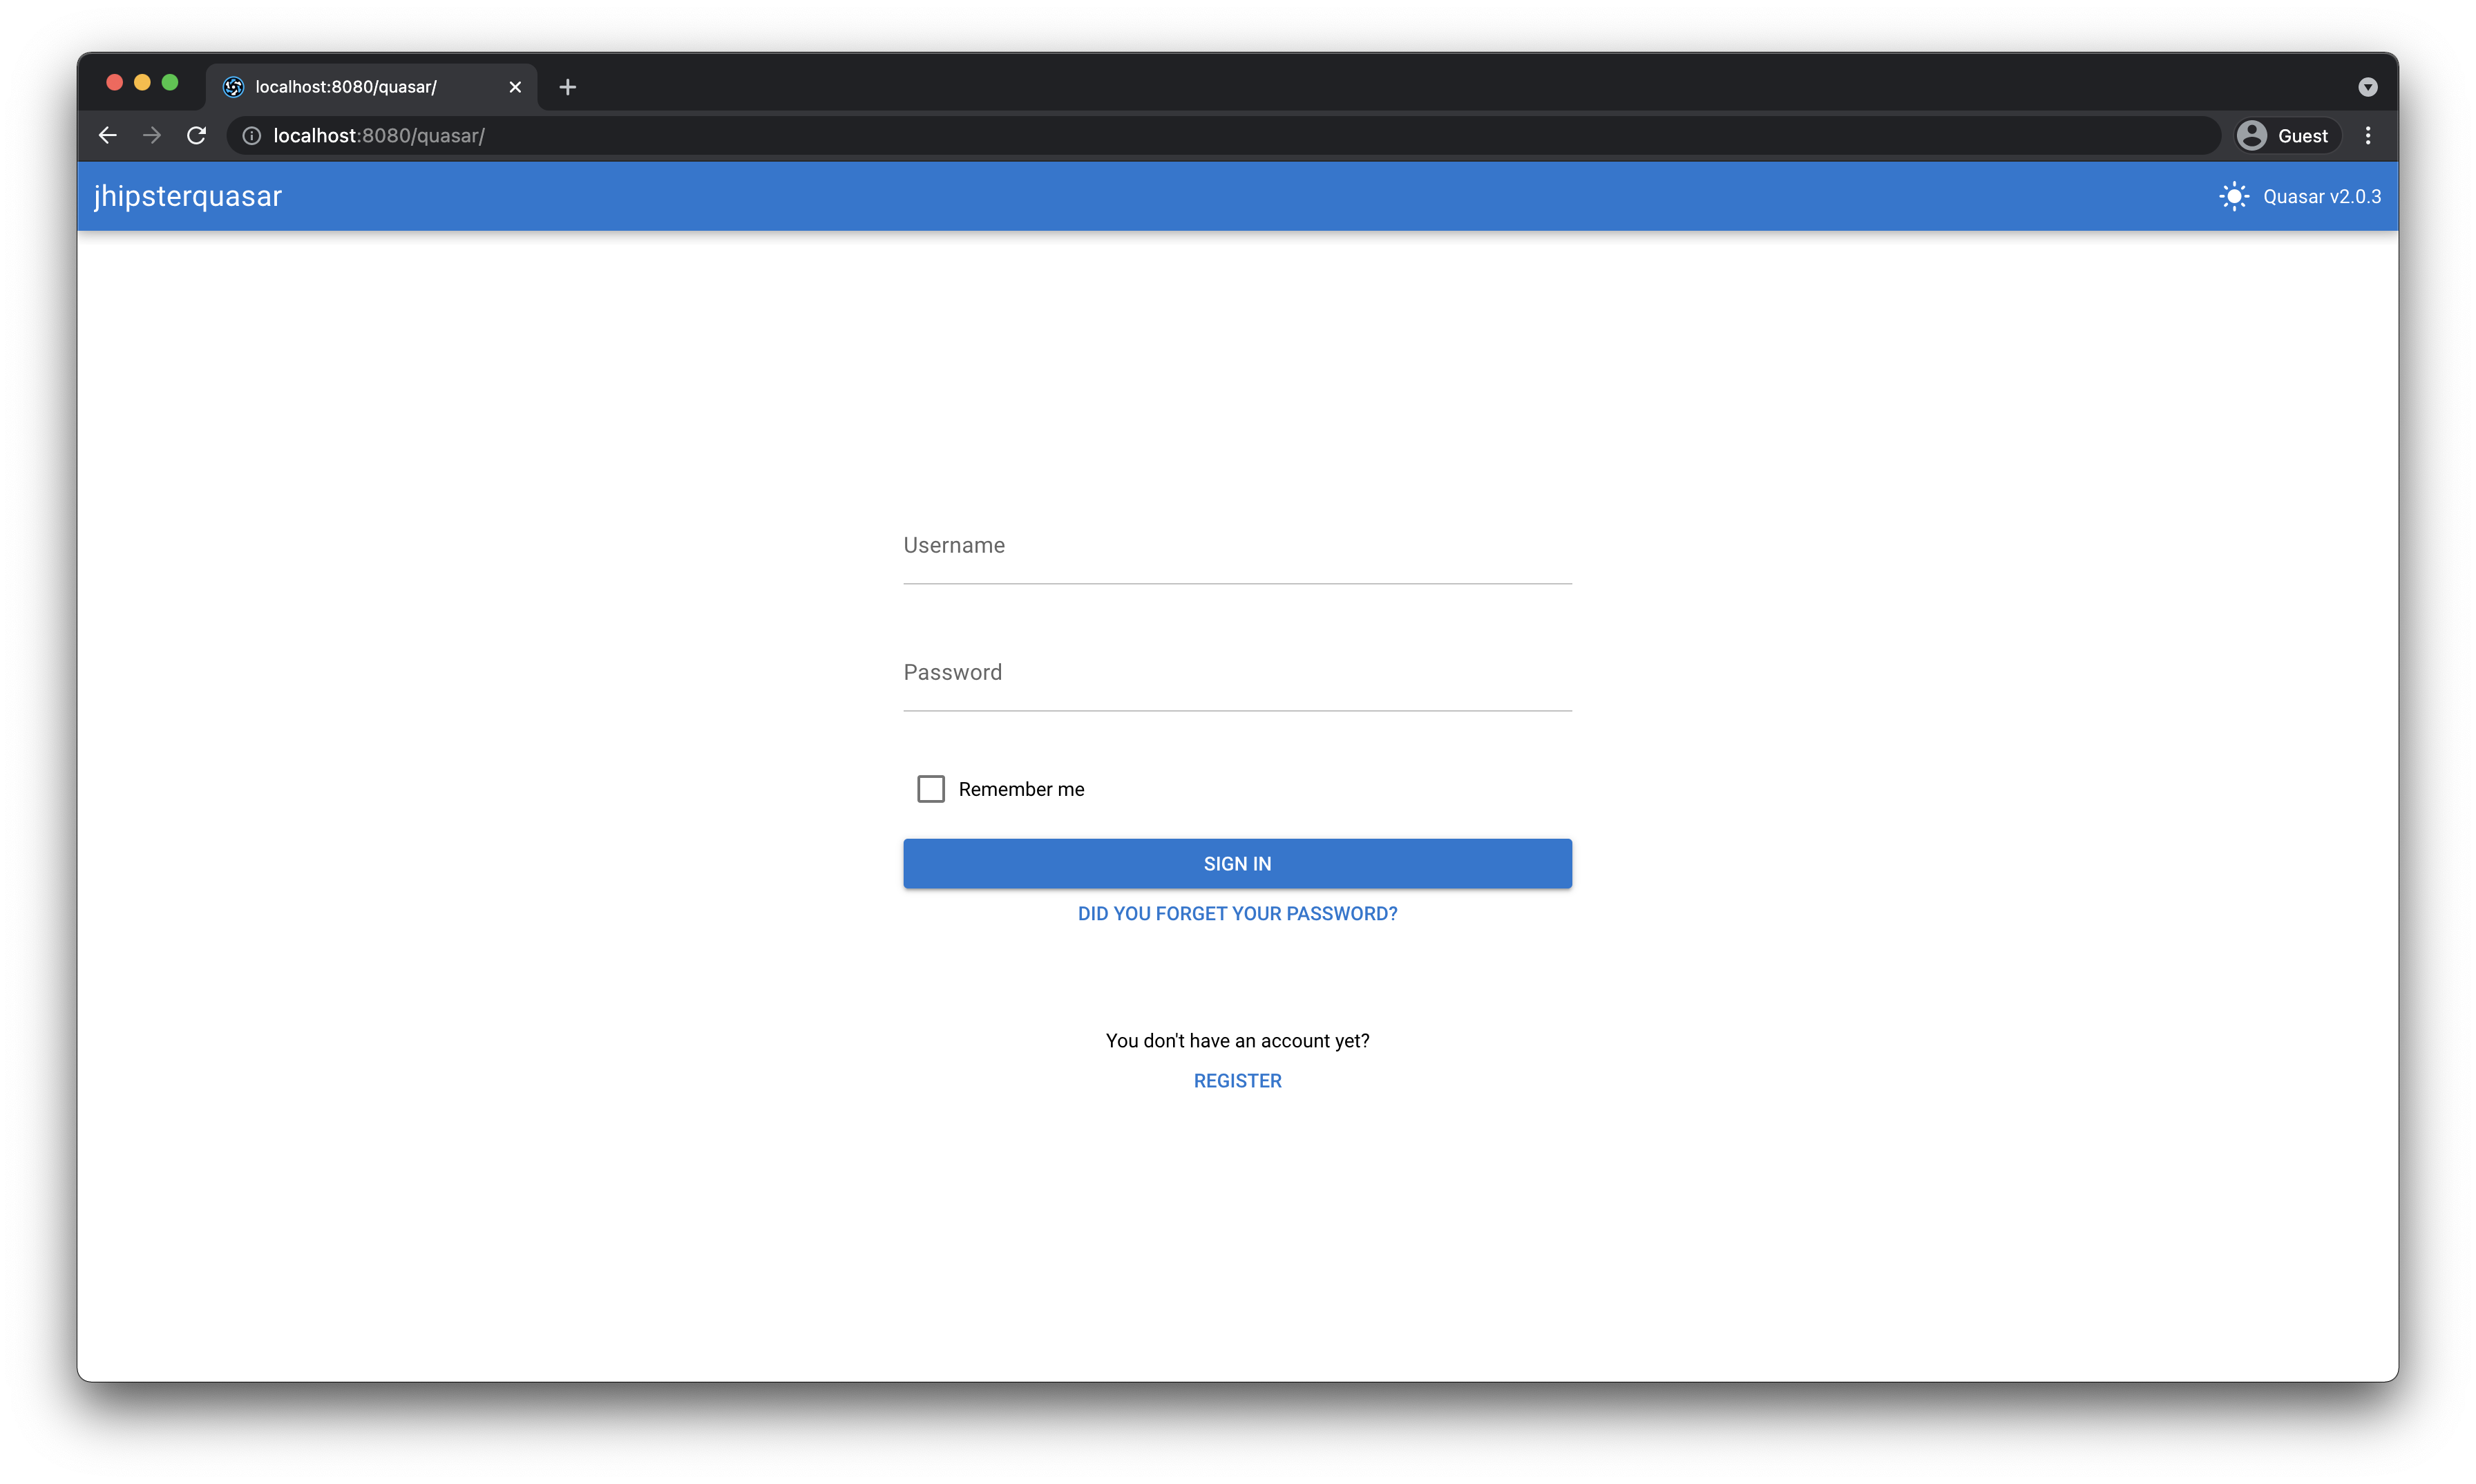 localhost:8080/quasar/
localhost:8080/quasar/
Guest
jhipsterquasar
Quasar v2.0.3
Username
Password
Remember me
SIGN IN
DID YOU FORGET YOUR PASSWORD?
You don't have an account yet?
REGISTER